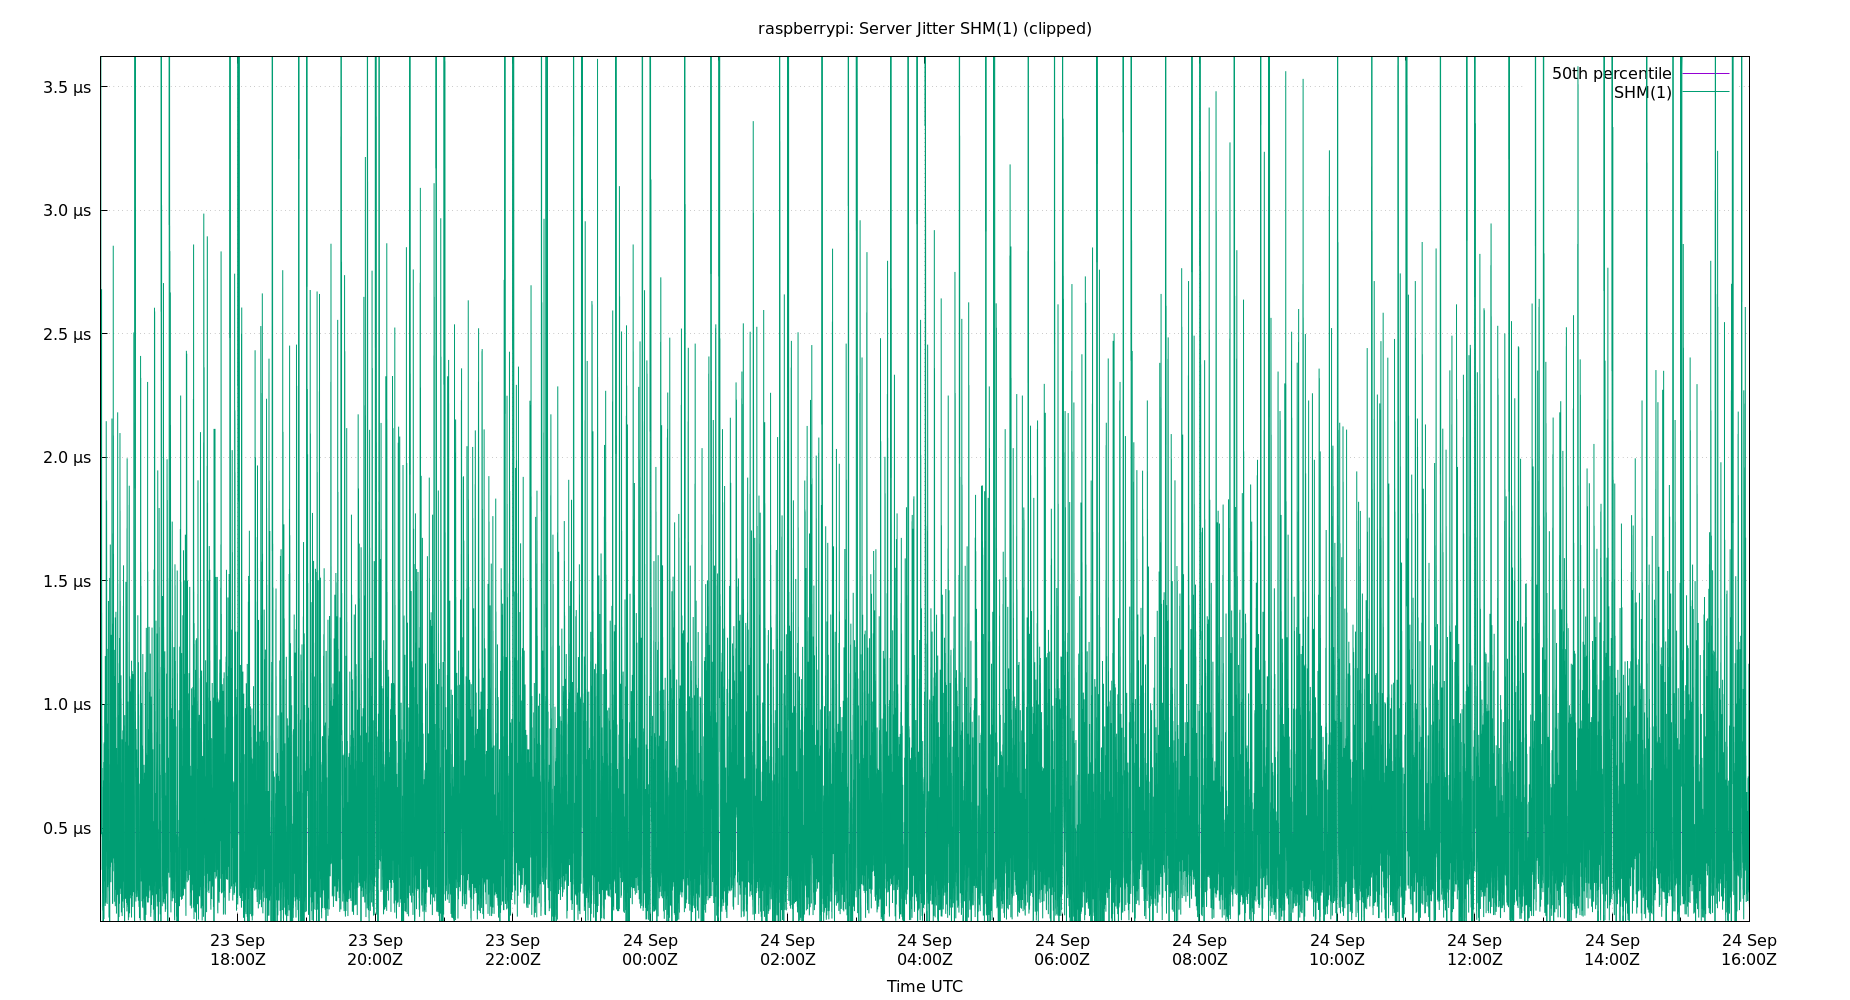 raspberrypi: Server Jitter SHM(1) (clipped)
50th percentile
SHM(1)
3.5 µs
3.0 µs
2.5 µs
2.0 µs
1.5 µs
1.0 µs
0.5 µs
23 Sep 23 Sep 23 Sep 24 Sep 24 Sep 24 Sep 24 Sep 24 Sep 24 Sep 24 Sep 24 Sep 24 Sep
18:00Z 20:00Z 22:00Z 00:00Z 02:00Z 04:00Z 06:00Z 08:00Z 10:00Z 12:00Z 14:00Z 16:00Z
Time UTC